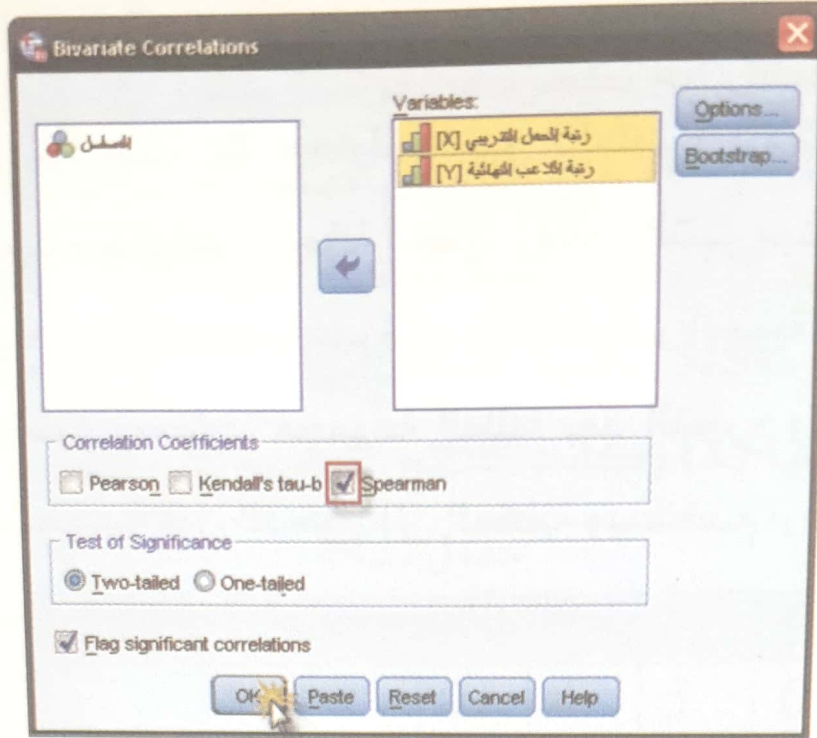 Bivariate Correlations
Variables:
المسلسل
رتبة الحمل التدريبي [X]
رتبة اللاعب النهائية [Y]
Options...
Bootstrap...
Correlation Coefficients
Pearson Kendall's tau-b Spearman
Test of Significance
Two-tailed One-tailed
Flag significant correlations
OK Paste Reset Cancel Help